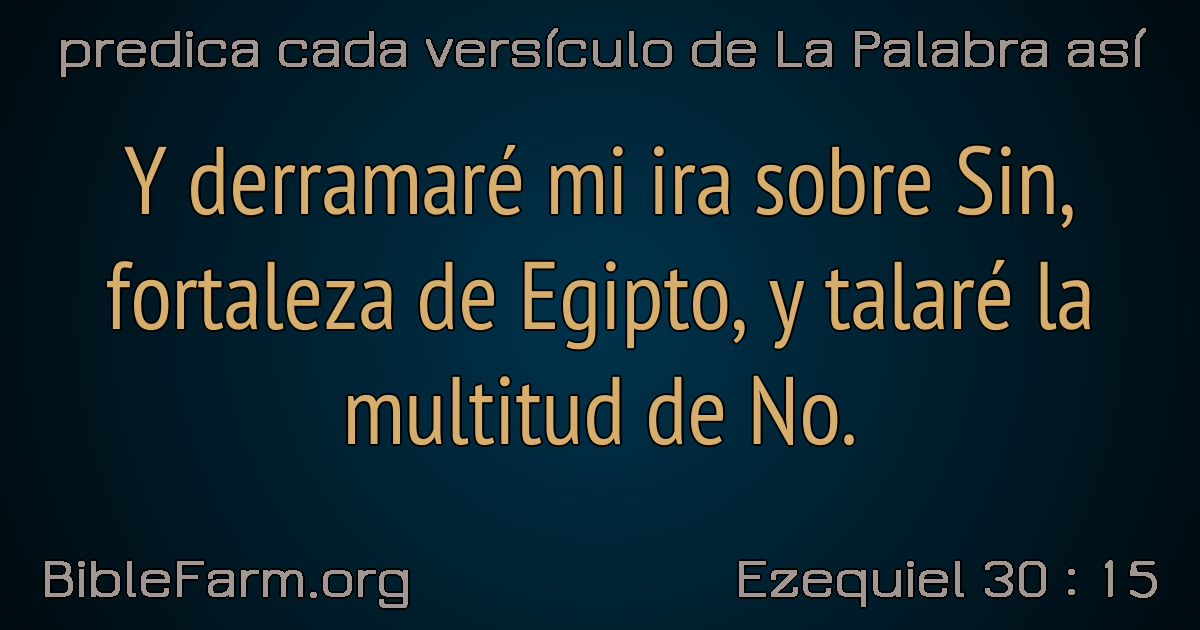 predica cada versículo de La Palabra así
Y derramaré mi ira sobre Sin,
fortaleza de Egipto, y talaré la
multitud de No.
BibleFarm.org
Ezequiel 30 : 15